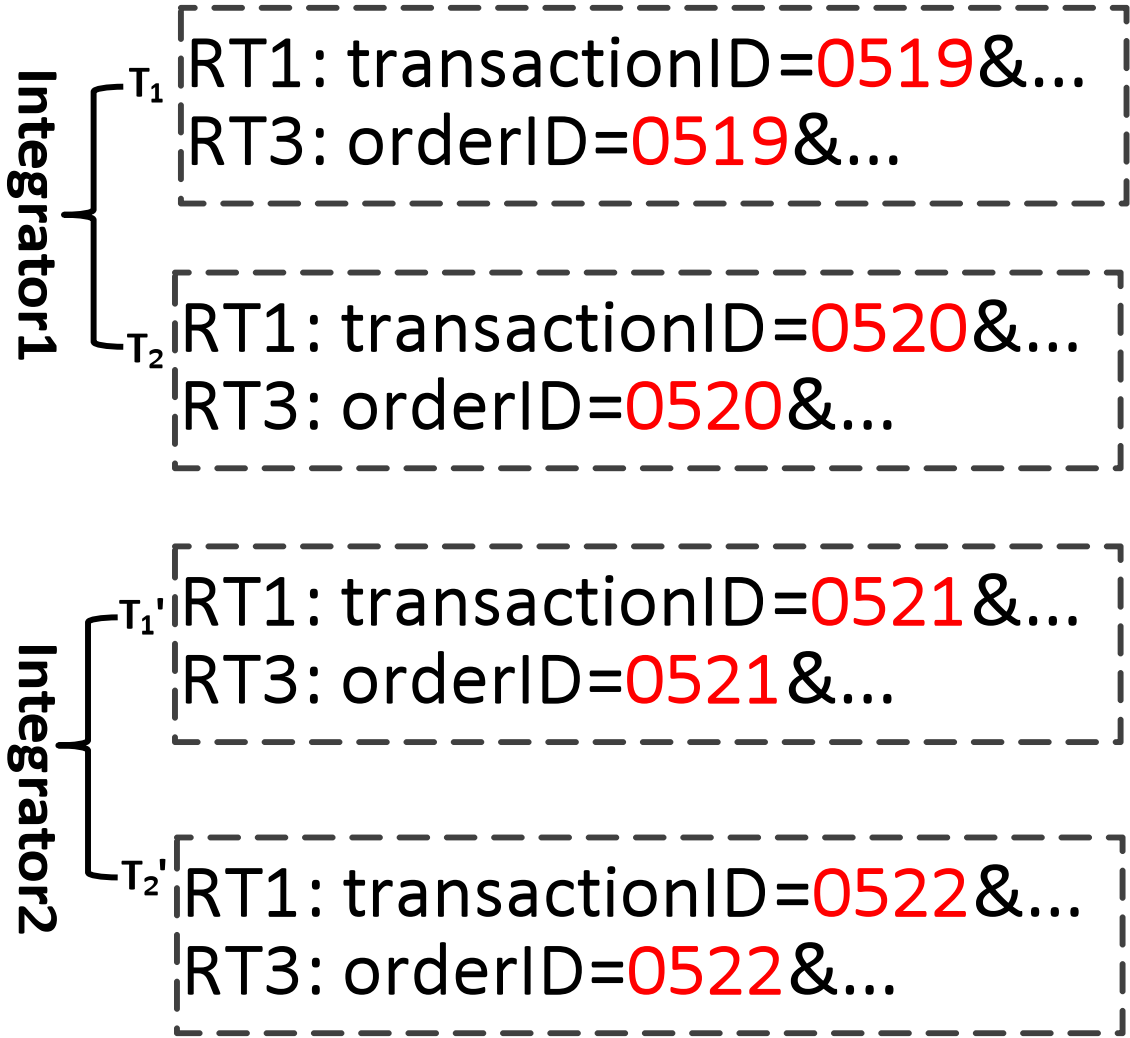 Integrator1
T1
RT1: transactionID=0519&...
RT3: orderID=0519&...
T2
RT1: transactionID=0520&...
RT3: orderID=0520&...
Integrator2
T1'
RT1: transactionID=0521&...
RT3: orderID=0521&...
T2'
RT1: transactionID=0522&...
RT3: orderID=0522&...